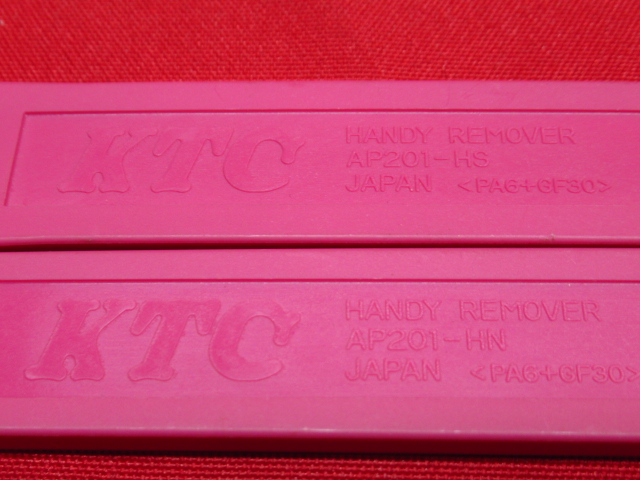 KTC
HANDY REMOVER
AP201-HS
JAPAN <PA6+GF30>
KTC
HANDY REMOVER
AP201-HN
JAPAN <PA6+GF30>